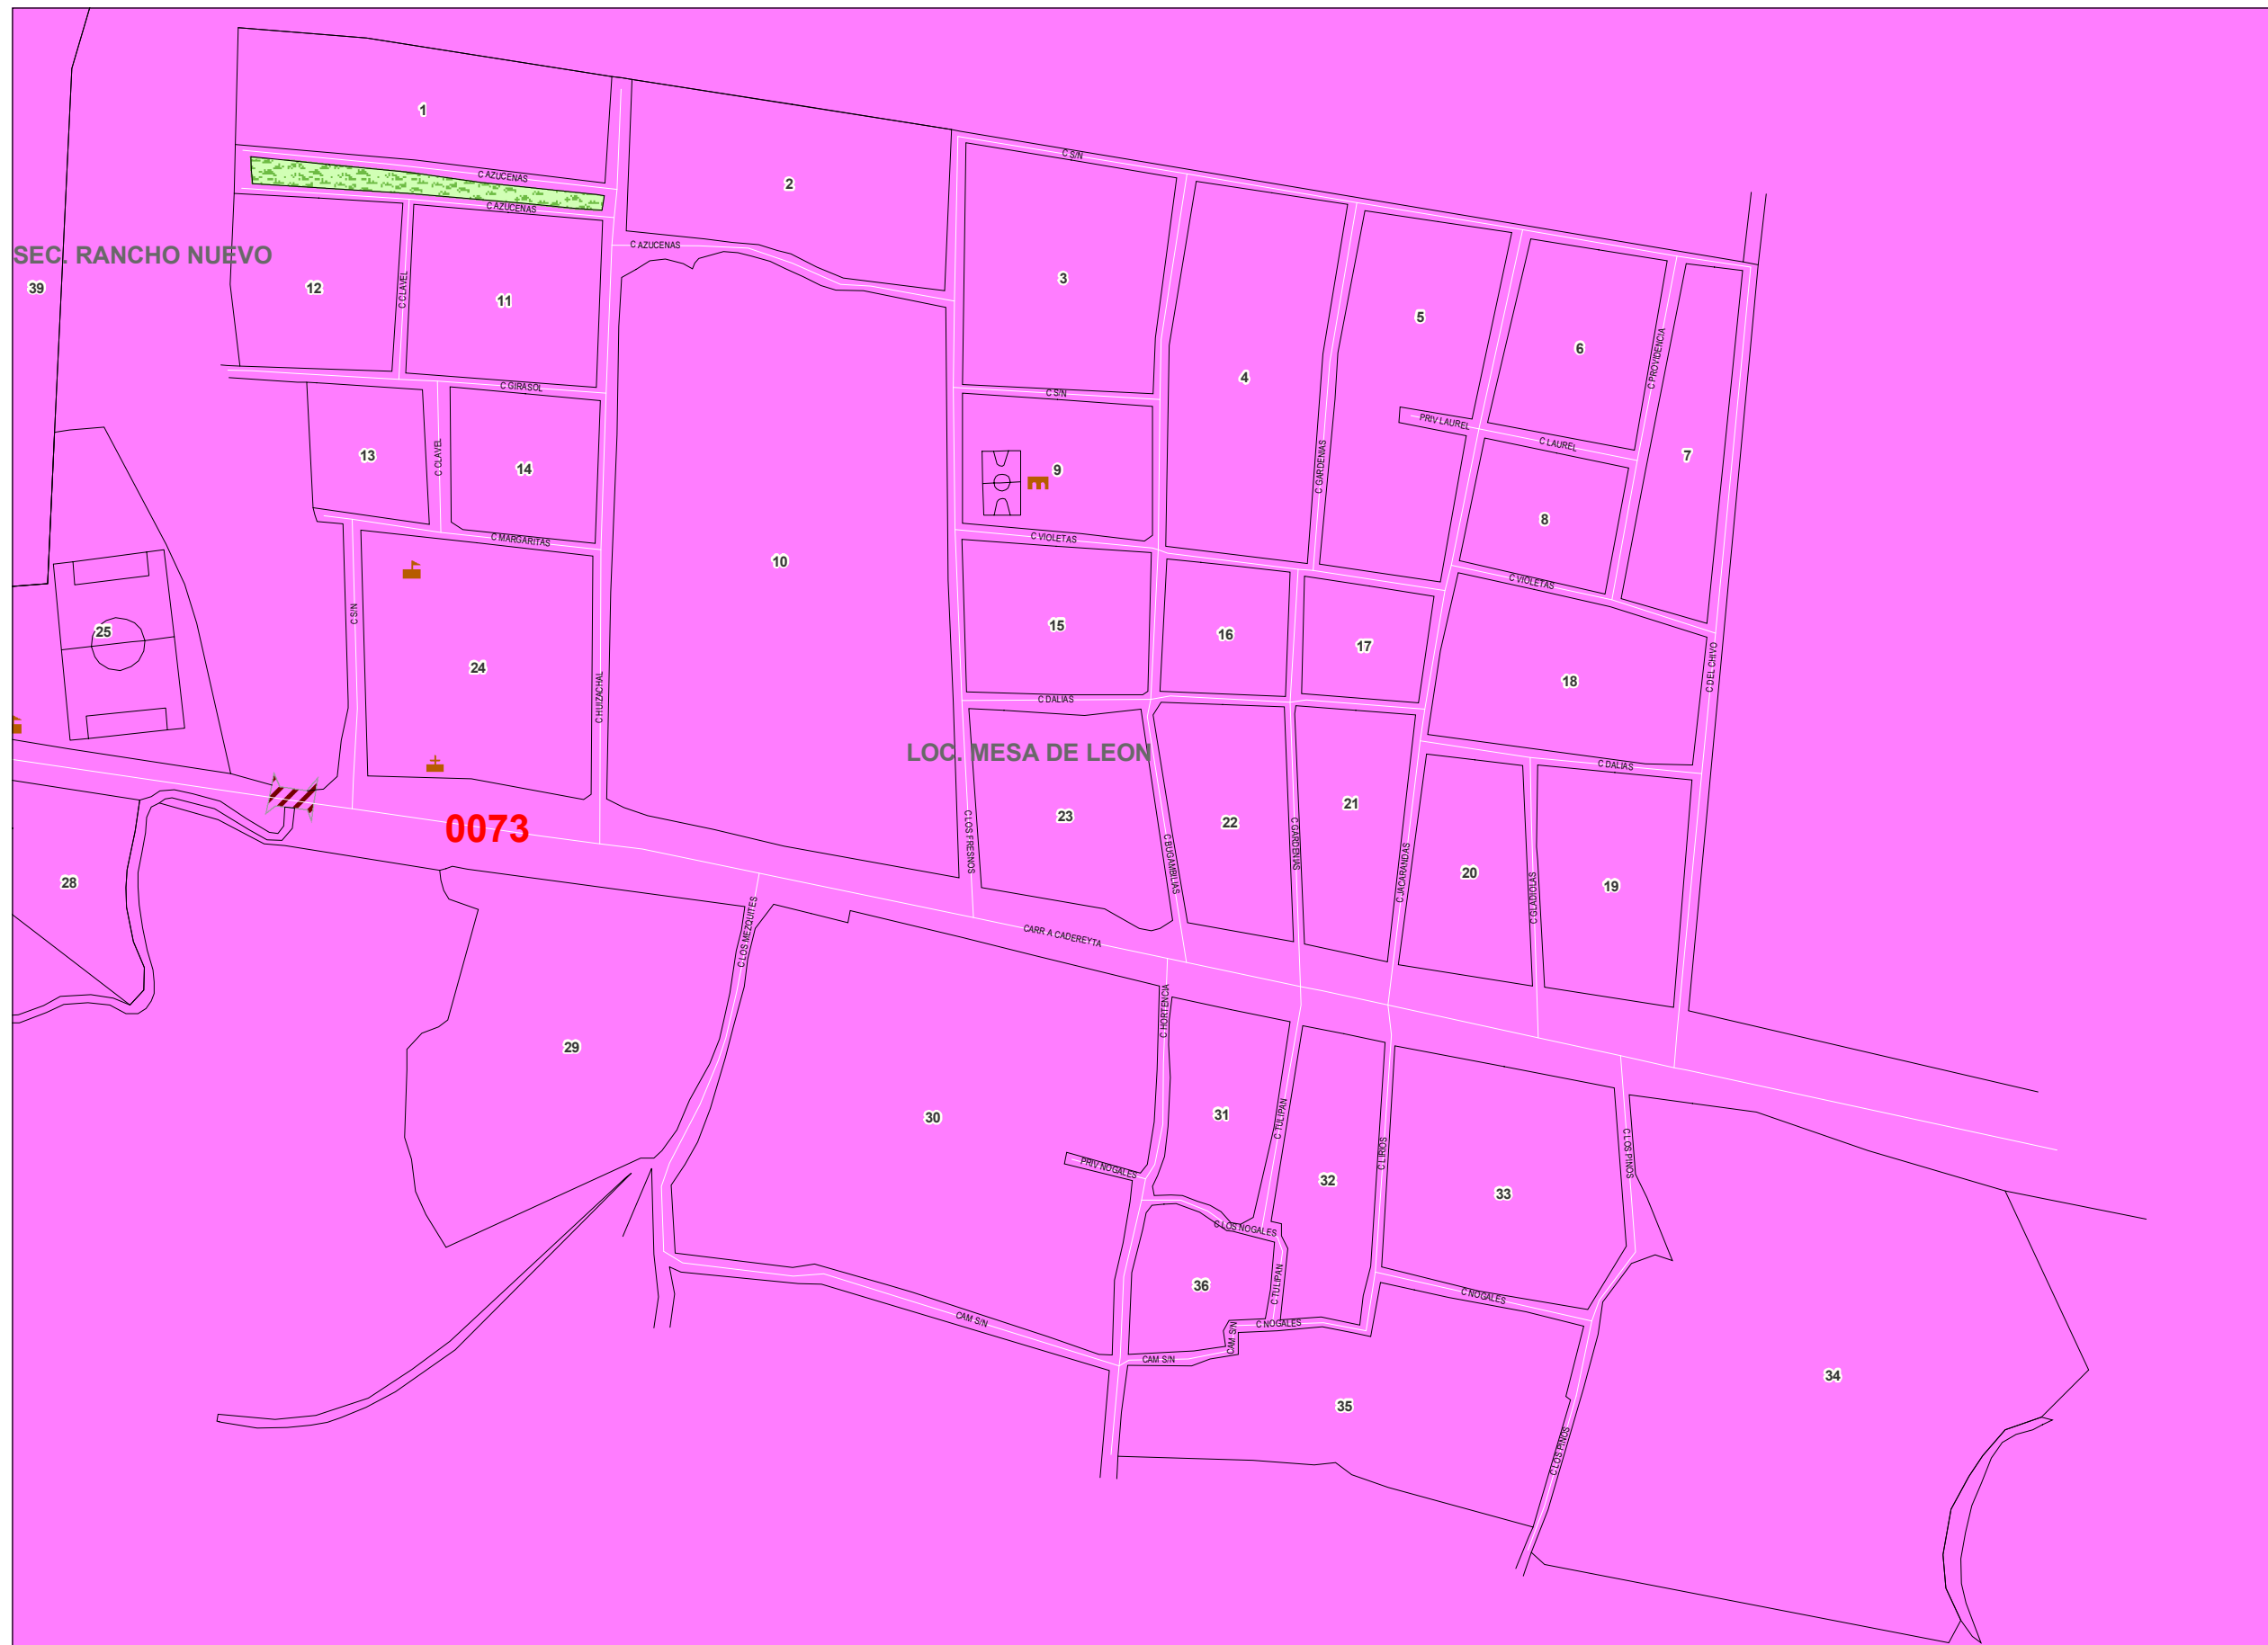 1
C AZUCENAS
2
C S/N
C AZUCENAS
C AZUCENAS
SEC. RANCHO NUEVO
39
12
C CLAVEL
11
3
4
5
6
C PROVIDENCIA
7
C GIRASOL
C S/N
PRIV LAUREL
C LAUREL
13
C CLAVEL
14
9
C GARDENIAS
8
C MARGARITAS
C VIOLETAS
10
C VIOLETAS
C S/N
25
24
C HUIZACHAL
15
16
17
18
C DEL CHIVO
C DALIAS
LOC. MESA DE LEON
C DALIAS
0073
C LOS FRESNOS
23
C BUGAMBILIAS
22
C GARDENIAS
21
C JACARANDAS
20
C GLADIOLAS
19
28
C LOS MEZQUITES
CARR A CADEREYTA
C HORTENCIA
29
30
31
C TULIPAN
32
C LIRIOS
33
C LOS PINOS
PRIV NOGALES
C LOS NOGALES
36
C TULIPAN
C NOGALES
CAM S/N
C NOGALES
CAM S/N
CAM S/N
34
35
C LOS PINOS